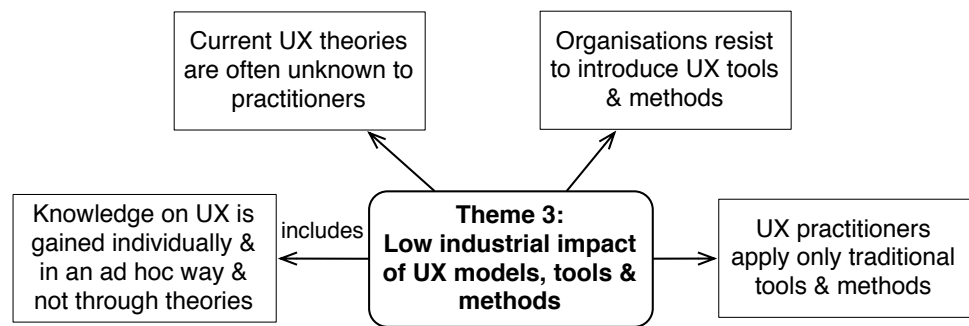 Current UX theories
are often unknown to
practitioners
Organisations resist
to introduce UX tools
& methods
Knowledge on UX is
gained individually &
in an ad hoc way &
not through theories
includes
Theme 3:
Low industrial impact
of UX models, tools &
methods
UX practitioners
apply only traditional
tools & methods